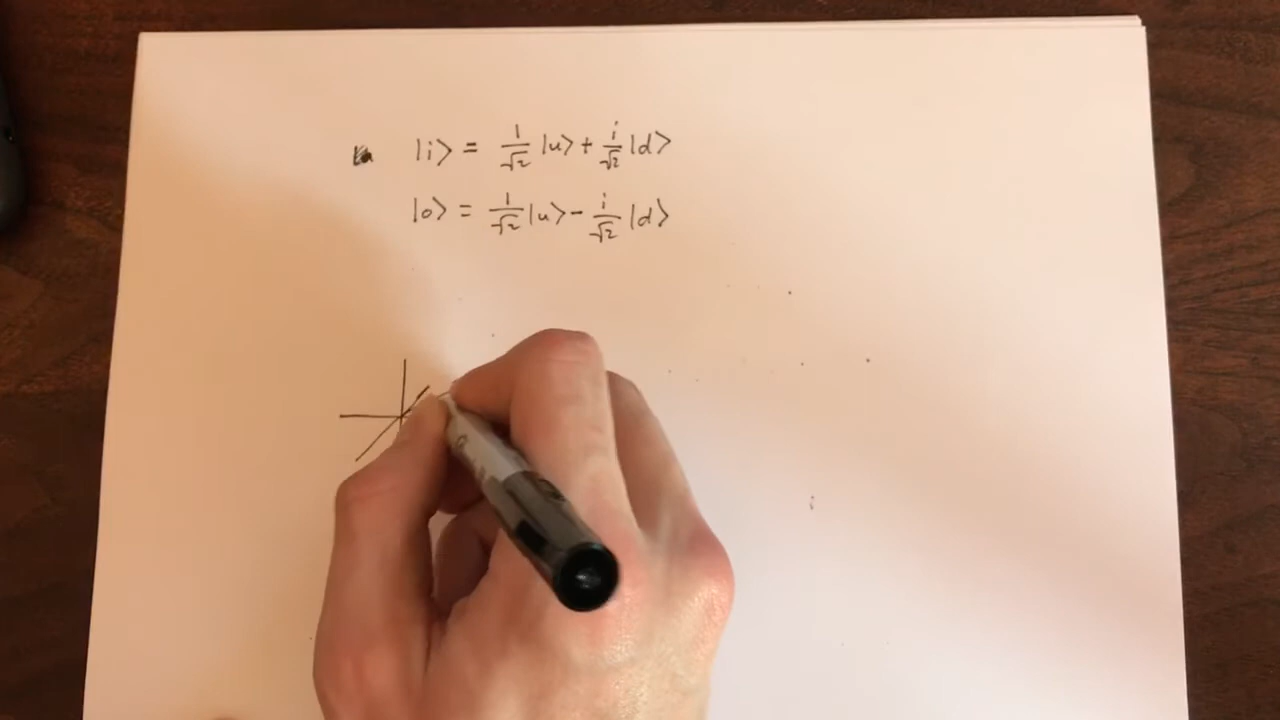 |i⟩ = 1/√2 |u⟩ + i/√2 |d⟩
|o⟩ = 1/√2 |u⟩ - i/√2 |d⟩